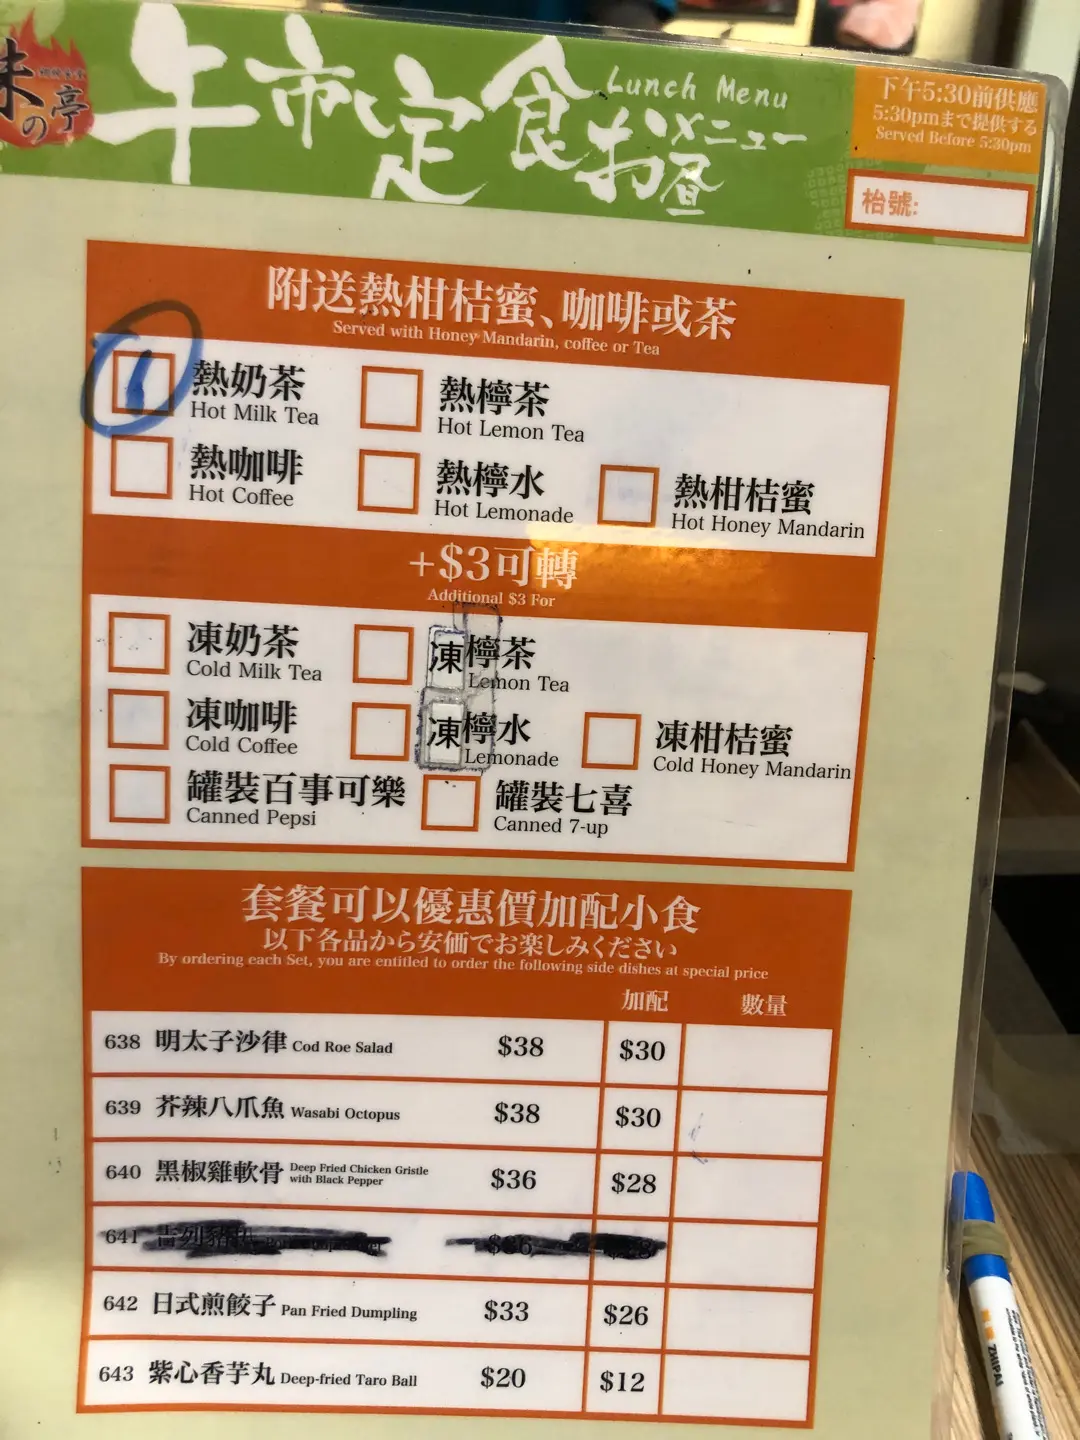 味の亭
午市定食
Lunch Menu
お昼メニュー
下午5:30前供應
5:30pmまで提供する
Served Before 5:30pm
枱號:
附送熱柑桔蜜、咖啡或茶
Served with Honey Mandarin, coffee or Tea
1
熱奶茶 熱檸茶
Hot Milk Tea Hot Lemon Tea
熱咖啡 熱檸水 熱柑桔蜜
Hot Coffee Hot Lemonade Hot Honey Mandarin
+$3可轉
Additional $3 For
凍奶茶 凍檸茶
Cold Milk Tea Lemon Tea
凍咖啡 凍檸水 凍柑桔蜜
Cold Coffee Lemonade Cold Honey Mandarin
罐裝百事可樂 罐裝七喜
Canned Pepsi Canned 7-up
套餐可以優惠價加配小食
以下各品から安価でお楽しみください
By ordering each Set, you are entitled to order the following side dishes at special price
加配 數量
638 明太子沙律 Cod Roe Salad $38 $30
639 芥辣八爪魚 Wasabi Octopus $38 $30
640 黑椒雞軟骨 Deep Fried Chicken Gristle with Black Pepper $36 $28
641
642 日式煎餃子 Pan Fried Dumpling $33 $26
643 紫心香芋丸 Deep-fried Taro Ball $20 $12
ZHIPAI